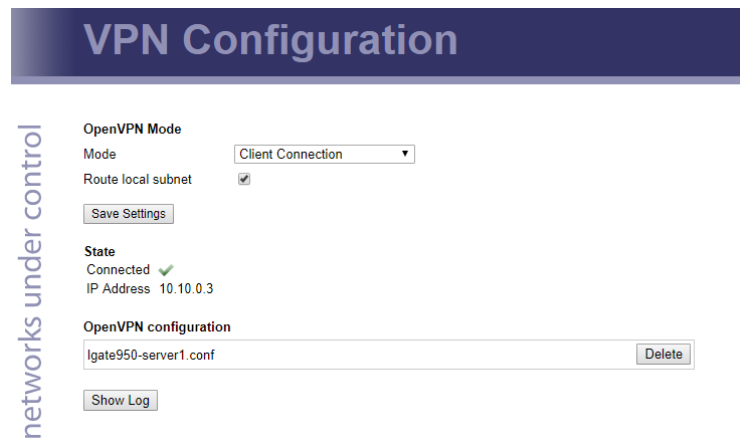 VPN Configuration
networks under control
OpenVPN Mode
Mode Client Connection
Route local subnet
Save Settings
State
Connected
IP Address 10.10.0.3
OpenVPN configuration
lgate950-server1.conf Delete
Show Log